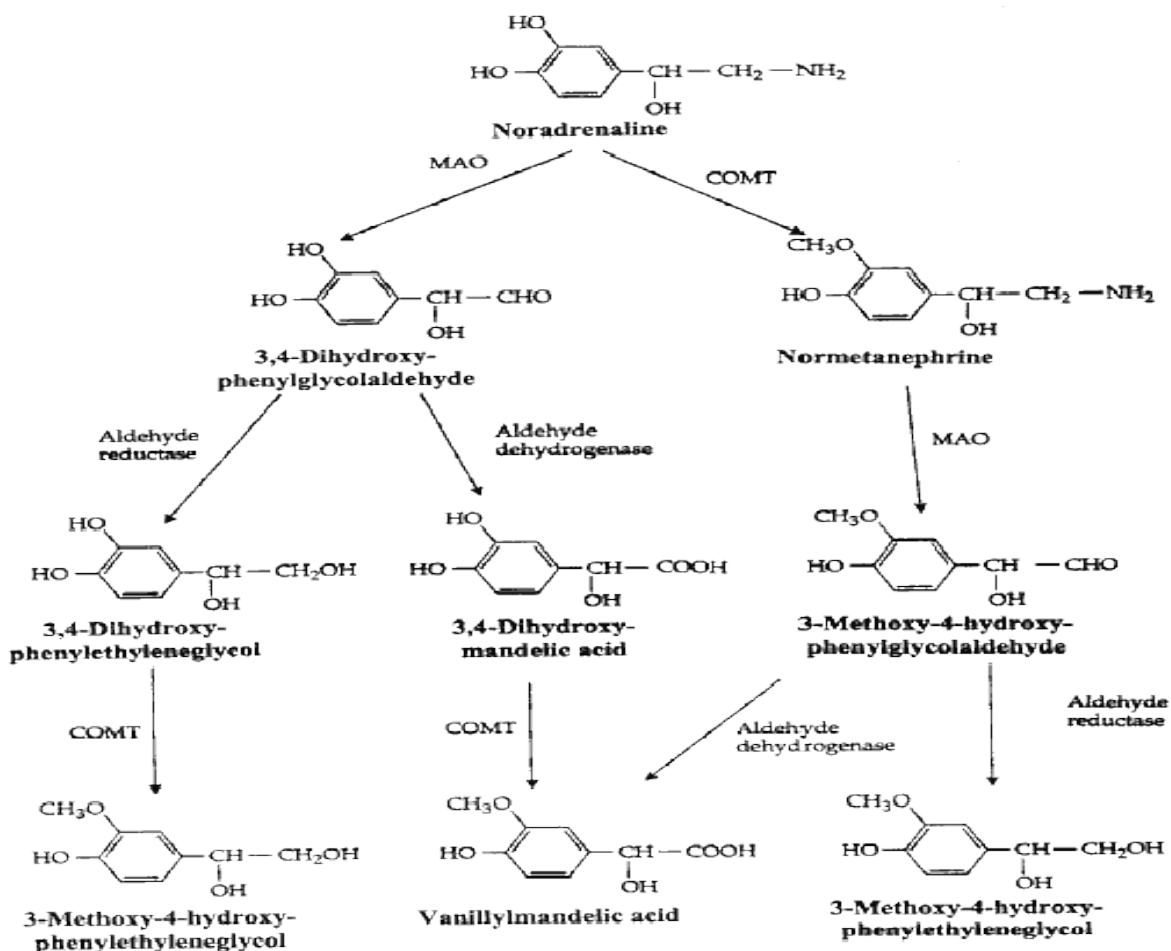 HO
HO
CH — CH₂ — NH₂
OH
Noradrenaline
MAO
COMT
HO
HO
CH — CHO
OH
3,4-Dihydroxy-
phenylglycolaldehyde
CH₃O
HO
CH — CH₂ — NH₂
OH
Normetanephrine
Aldehyde
reductase
Aldehyde
dehydrogenase
MAO
HO
HO
CH — CH₂OH
OH
3,4-Dihydroxy-
phenylethyleneglycol
HO
HO
CH — COOH
OH
3,4-Dihydroxy-
mandelic acid
CH₃O
HO
CH — CHO
OH
3-Methoxy-4-hydroxy-
phenylglycolaldehyde
COMT
COMT
Aldehyde
dehydrogenase
Aldehyde
reductase
CH₃O
HO
CH — CH₂OH
OH
3-Methoxy-4-hydroxy-
phenylethyleneglycol
CH₃O
HO
CH — COOH
OH
Vanillylmandelic acid
CH₃O
HO
CH — CH₂OH
OH
3-Methoxy-4-hydroxy-
phenylethyleneglycol